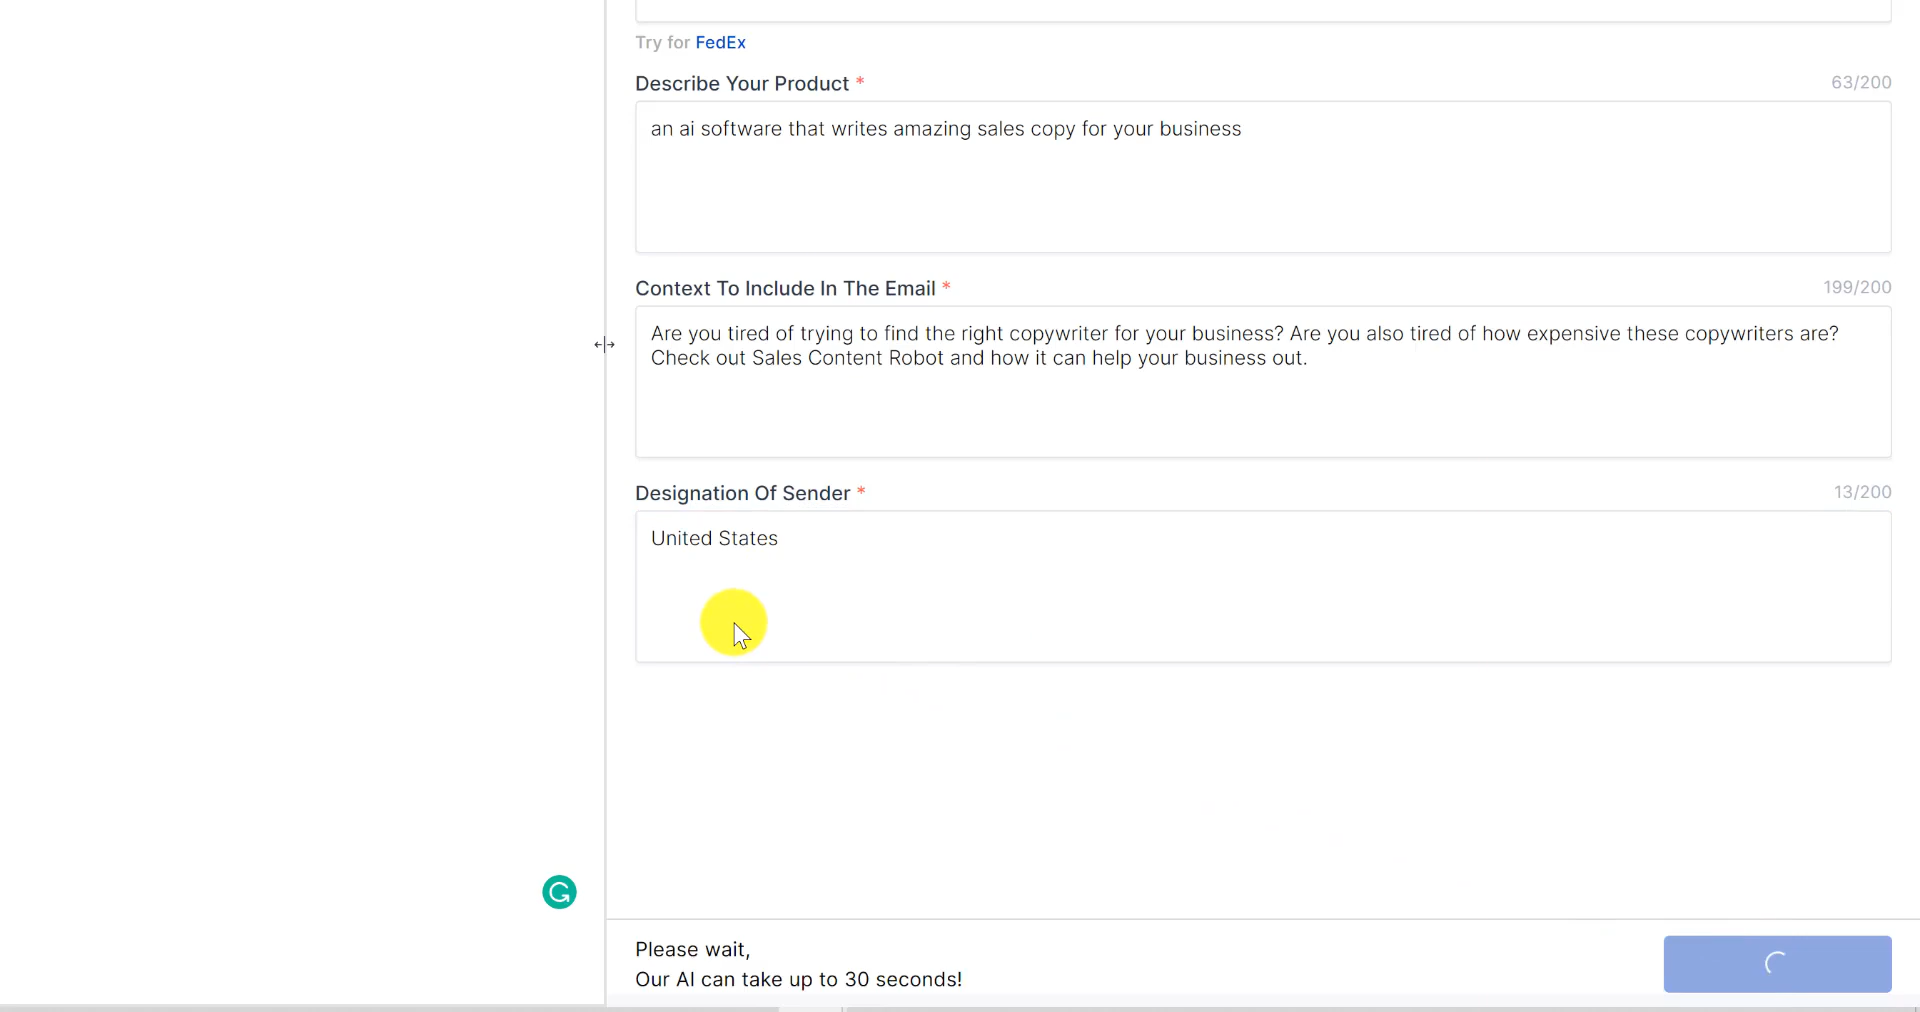 Try for FedEx
Describe Your Product * 63/200
an ai software that writes amazing sales copy for your business
Context To Include In The Email * 199/200
Are you tired of trying to find the right copywriter for your business? Are you also tired of how expensive these copywriters are?
Check out Sales Content Robot and how it can help your business out.
Designation Of Sender * 13/200
United States
Please wait,
Our AI can take up to 30 seconds!